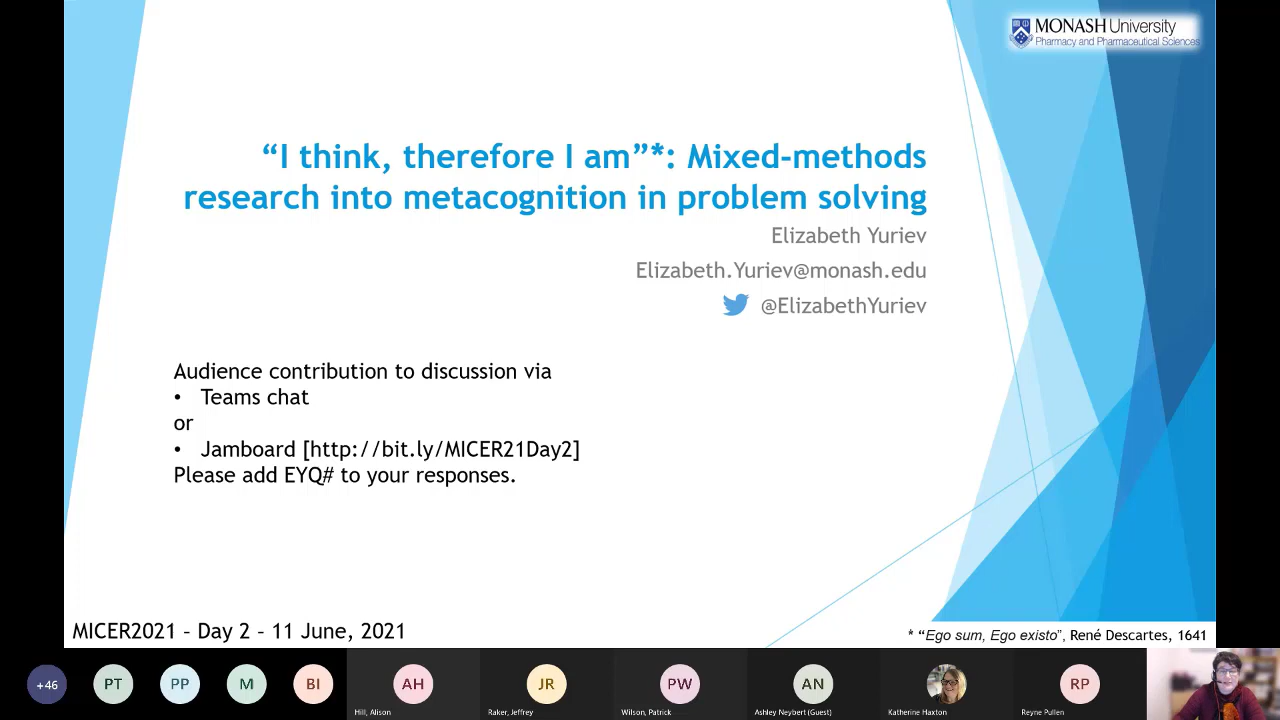 MONASH University
Pharmacy and Pharmaceutical Sciences
“I think, therefore I am”*: Mixed-methods
research into metacognition in problem solving
Elizabeth Yuriev
Elizabeth.Yuriev@monash.edu
@ElizabethYuriev
Audience contribution to discussion via
• Teams chat
or
• Jamboard [http://bit.ly/MICER21Day2]
Please add EYQ# to your responses.
MICER2021 – Day 2 – 11 June, 2021
* “Ego sum, Ego existo”, René Descartes, 1641
+46
PT
PP
M
BI
AH
JR
PW
AN
RP
Hill, Alison
Raker, Jeffrey
Wilson, Patrick
Ashley Neybert (Guest)
Katherine Haxton
Reyne Pullen